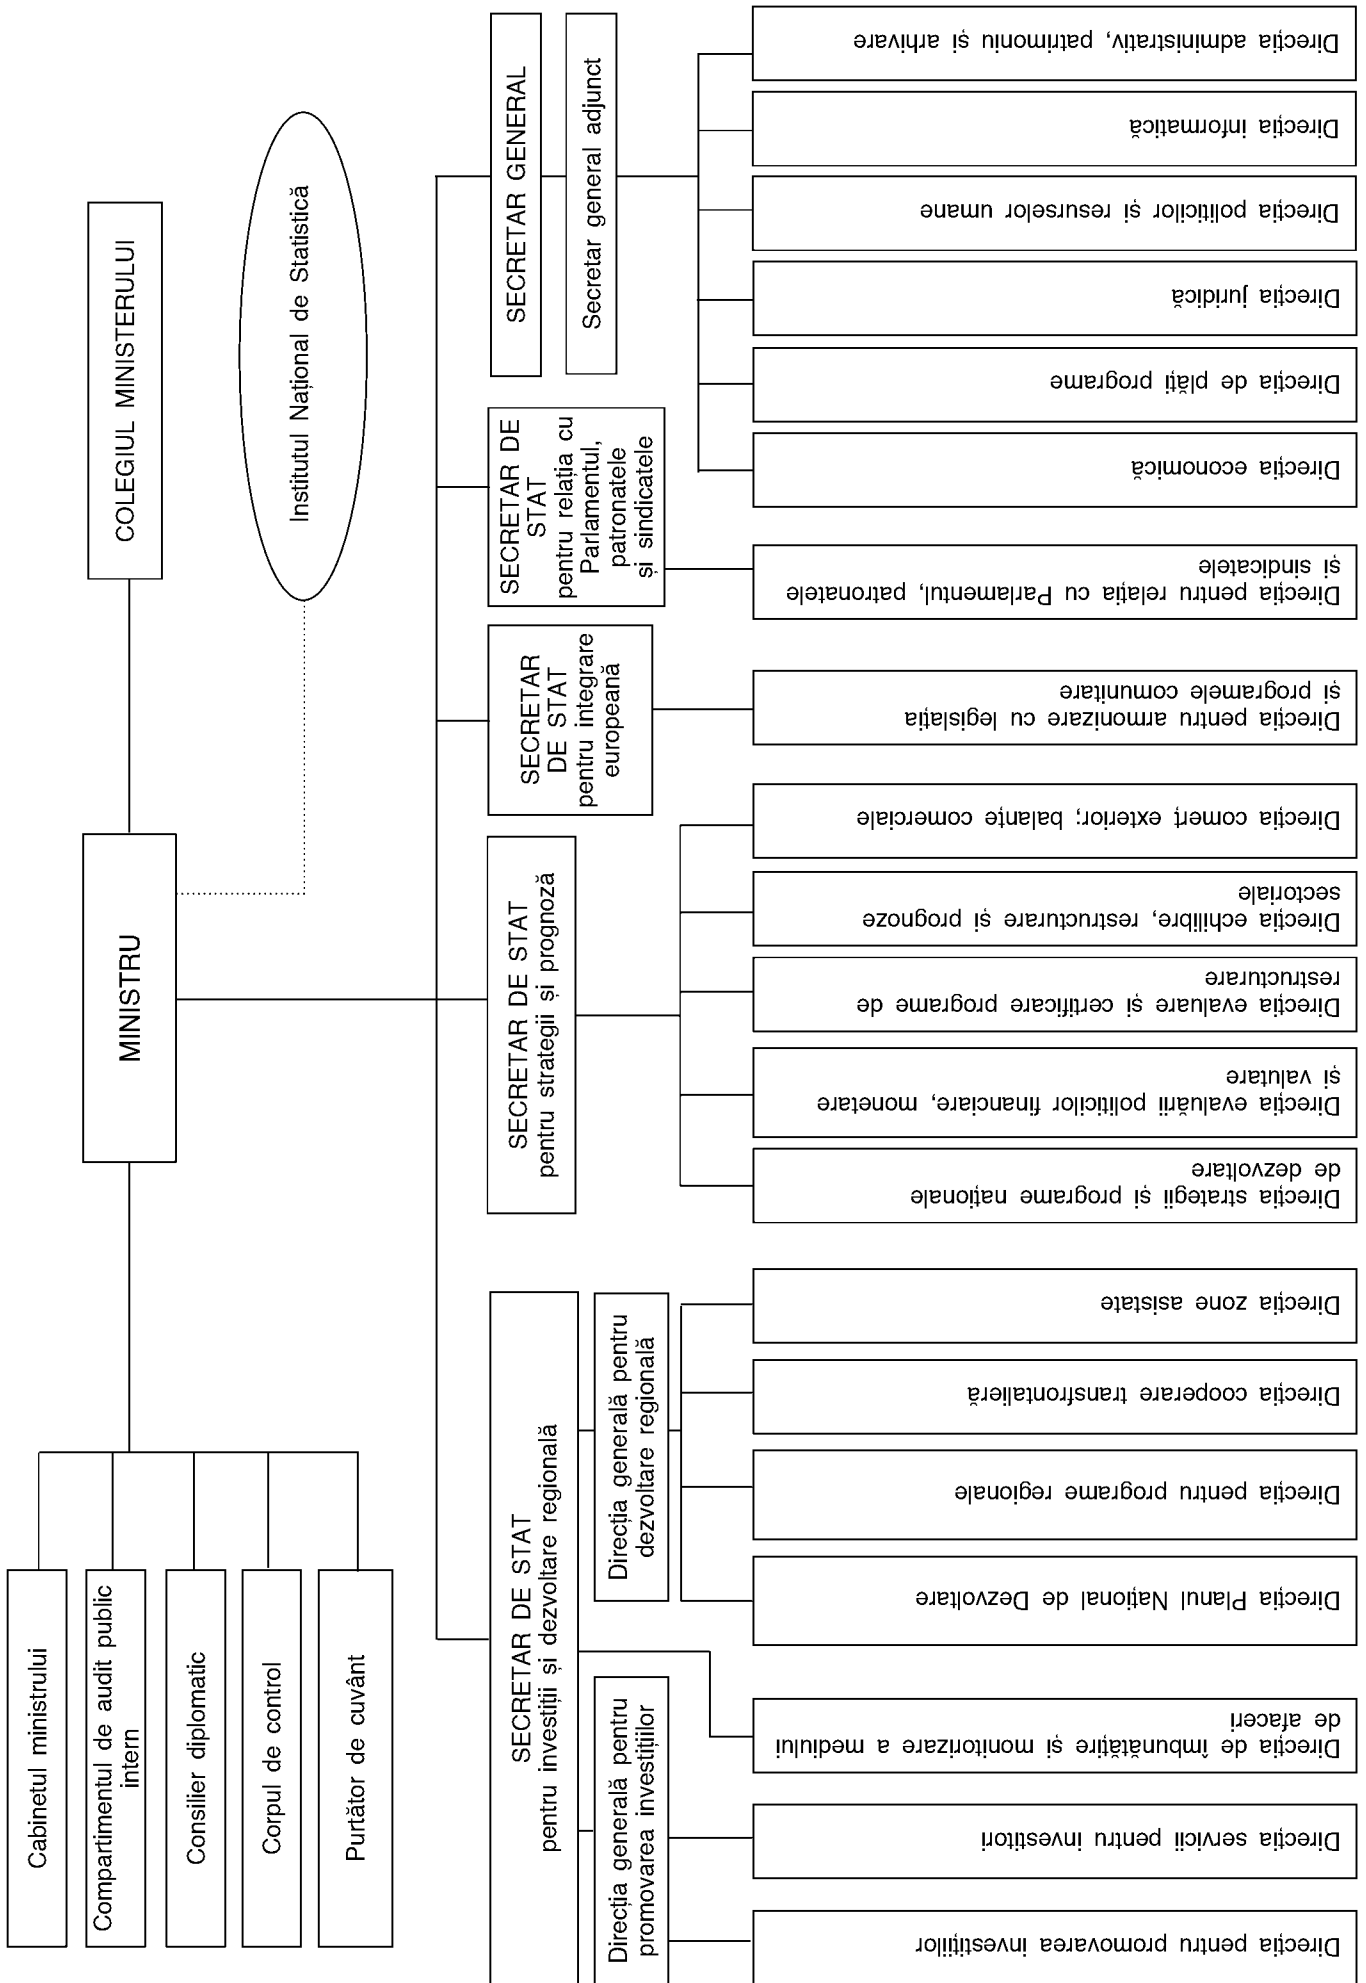 MINISTRU
COLEGIUL MINISTERULUI
Institutul Național de Statistică
Cabinetul ministrului
Compartimentul de audit public
intern
Consilier diplomatic
Corpul de control
Purtător de cuvânt
SECRETAR DE STAT
pentru investiții și dezvoltare regională
Direcția generală pentru
promovarea investițiilor
Direcția generală pentru
dezvoltare regională
SECRETAR DE STAT
pentru strategii și prognoză
SECRETAR
DE STAT
pentru integrare
europeană
SECRETAR DE
STAT
pentru relația cu
Parlamentul,
patronatele
și sindicatele
SECRETAR GENERAL
Secretar general adjunct
Direcția pentru promovarea investițiilor
Direcția servicii pentru investitori
Direcția de îmbunătățire și monitorizare a mediului
de afaceri
Direcția Planul Național de Dezvoltare
Direcția pentru programe regionale
Direcția cooperare transfrontalieră
Direcția zone asistate
Direcția strategii și programe naționale
de dezvoltare
Direcția evaluării politicilor financiare, monetare
și valutare
Direcția evaluare și certificare programe de
restructurare
Direcția echilibre, restructurare și prognoze
sectoriale
Direcția comerț exterior; balanțe comerciale
Direcția pentru armonizare cu legislația
și programele comunitare
Direcția pentru relația cu Parlamentul, patronatele
și sindicatele
Direcția economică
Direcția de plăți programe
Direcția juridică
Direcția politicilor și resurselor umane
Direcția informatică
Direcția administrativ, patrimoniu și arhivare